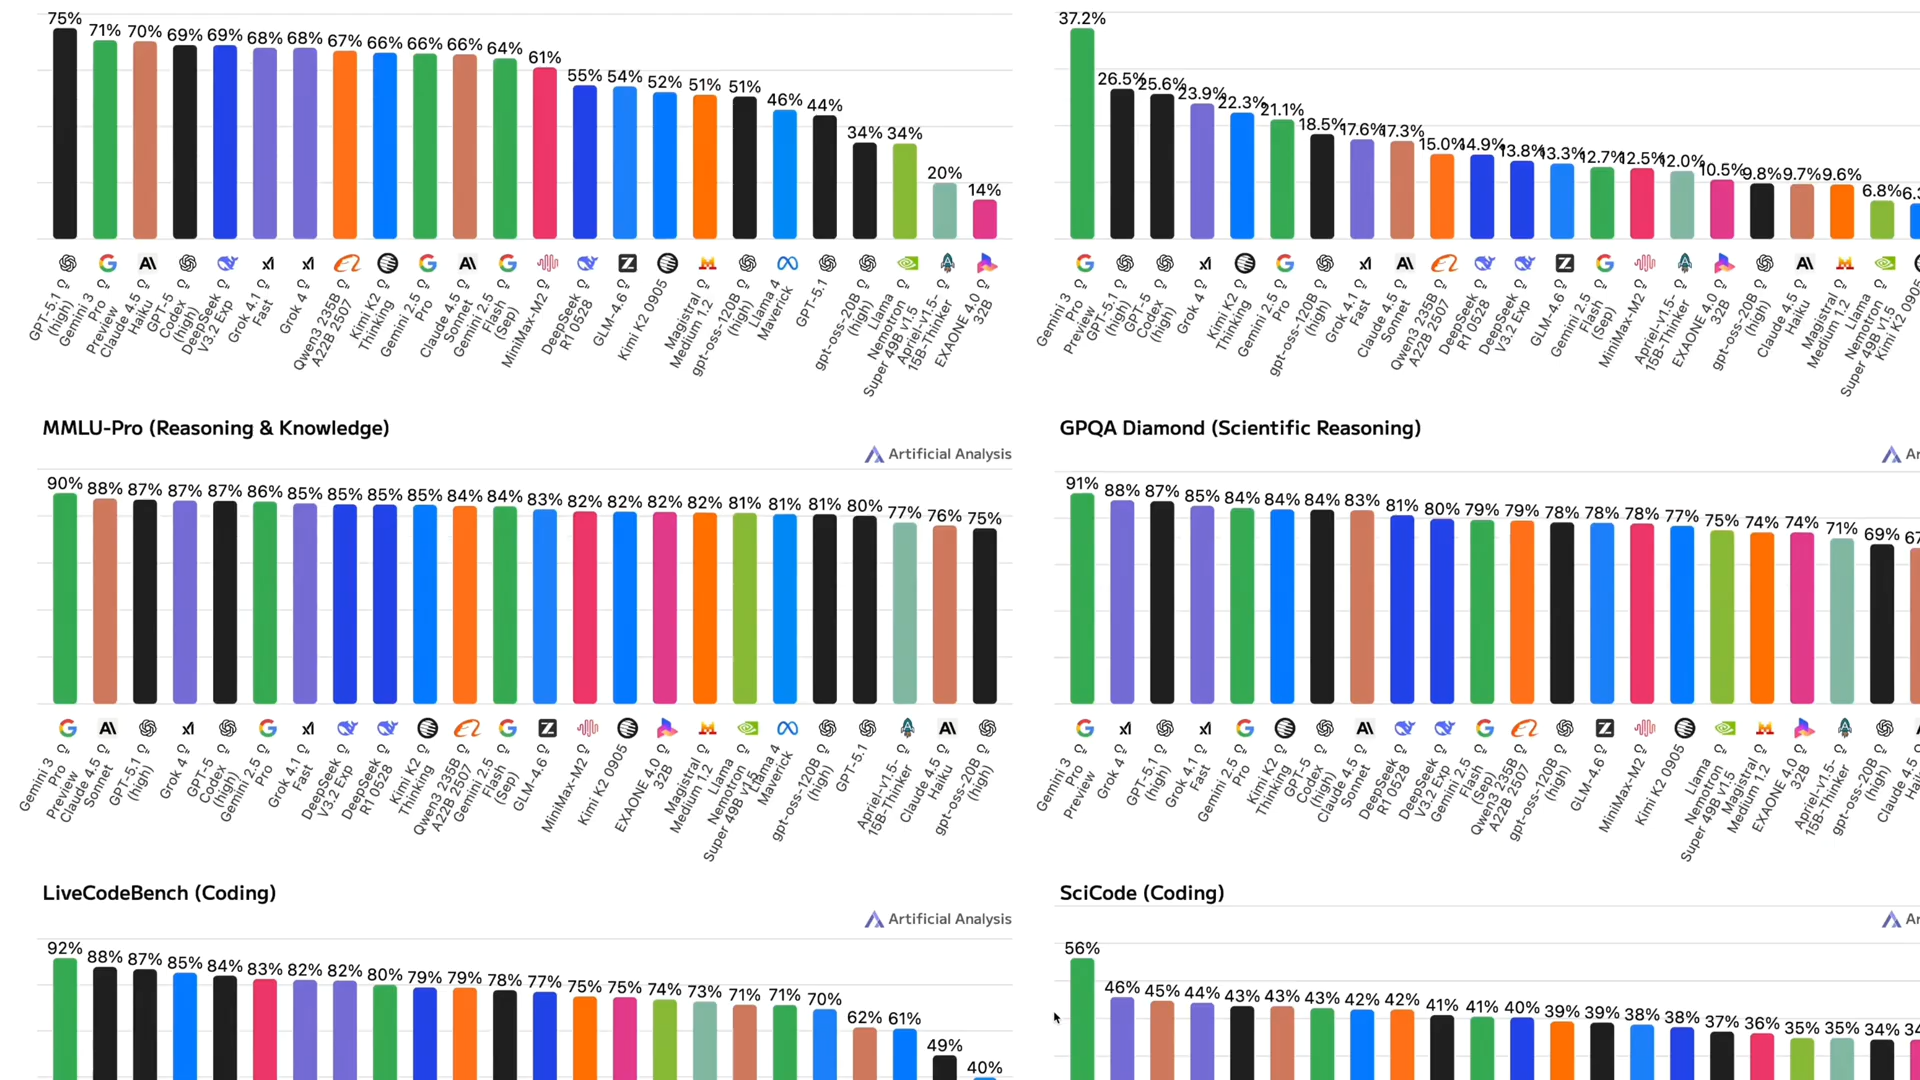 75% 71% 70% 69% 69% 68% 68% 67% 66% 66% 66% 64% 61% 55% 54% 52% 51% 51% 46% 44% 34% 34% 20% 14%
GPT-5.1 (high)
Gemini 3 Pro Preview
Claude 4.5 Haiku
GPT-5 Codex (high)
DeepSeek V3.2 Exp
Grok 4.1 Fast
Grok 4
Qwen3 235B A22B 2507
Kimi K2 Thinking
Gemini 2.5 Pro
Claude 4.5 Sonnet
Gemini 2.5 Flash (Sep)
MiniMax-M2
DeepSeek R1 0528
GLM-4.6
Kimi K2 0905
Magistral Medium 1.2
gpt-oss-120B (high)
Llama 4 Maverick
GPT-5.1
gpt-oss-20B (high)
Llama Nemotron Super 49B v1.5
Apriel-v1.5-15B-Thinker
EXAONE 4.0 32B
37.2% 26.5% 25.6% 23.9% 22.3% 21.1% 18.5% 17.6% 17.3% 15.0% 14.9% 13.8% 13.3% 12.7% 12.5% 12.0% 10.5% 9.8% 9.7% 9.6% 6.8%
Gemini 3 Pro Preview
GPT-5.1 (high)
GPT-5 Codex (high)
Grok 4
Kimi K2 Thinking
Gemini 2.5 Pro
gpt-oss-120B (high)
Grok 4.1 Fast
Claude 4.5 Sonnet
Qwen3 235B A22B 2507
DeepSeek R1 0528
DeepSeek V3.2 Exp
GLM-4.6
Gemini 2.5 Flash (Sep)
MiniMax-M2
Apriel-v1.5-15B-Thinker
EXAONE 4.0 32B
gpt-oss-20B (high)
Claude 4.5 Haiku
Magistral Medium 1.2
Llama Nemotron Super 49B v1.5
Kimi K2 0905
MMLU-Pro (Reasoning & Knowledge)
Artificial Analysis
90% 88% 87% 87% 87% 86% 85% 85% 85% 85% 84% 84% 83% 82% 82% 82% 82% 81% 81% 81% 80% 77% 76% 75%
Gemini 3 Pro Preview
Claude 4.5 Sonnet
GPT-5.1 (high)
Grok 4
GPT-5 Codex (high)
Gemini 2.5 Pro
Grok 4.1 Fast
DeepSeek V3.2 Exp
DeepSeek R1 0528
Kimi K2 Thinking
Qwen3 235B A22B 2507
Gemini 2.5 Flash (Sep)
GLM-4.6
MiniMax-M2
Kimi K2 0905
EXAONE 4.0 32B
Magistral Medium 1.2
Llama Nemotron Super 49B v1.5
Llama 4 Maverick
gpt-oss-120B (high)
GPT-5.1
Apriel-v1.5-15B-Thinker
Claude 4.5 Haiku
gpt-oss-20B (high)
GPQA Diamond (Scientific Reasoning)
91% 88% 87% 85% 84% 84% 84% 83% 81% 80% 79% 79% 78% 78% 78% 77% 75% 74% 74% 71% 69% 67
Gemini 3 Pro Preview
Grok 4
GPT-5.1 (high)
Grok 4.1 Fast
Gemini 2.5 Pro
Kimi K2 Thinking
GPT-5 Codex (high)
Claude 4.5 Sonnet
DeepSeek R1 0528
DeepSeek V3.2 Exp
Gemini 2.5 Flash (Sep)
Qwen3 235B A22B 2507
gpt-oss-120B (high)
GLM-4.6
MiniMax-M2
Kimi K2 0905
Llama Nemotron Super 49B v1.5
Magistral Medium 1.2
EXAONE 4.0 32B
Apriel-v1.5-15B-Thinker
gpt-oss-20B (high)
Claude 4.5
LiveCodeBench (Coding)
Artificial Analysis
92% 88% 87% 85% 84% 83% 82% 82% 80% 79% 79% 78% 77% 75% 75% 74% 73% 71% 71% 70% 62% 61% 49% 40%
SciCode (Coding)
56% 46% 45% 44% 43% 43% 43% 42% 42% 41% 41% 40% 39% 39% 38% 38% 37% 36% 35% 35% 34%